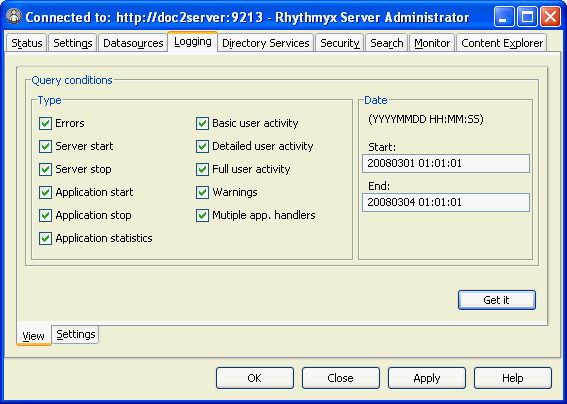 Connected to: http://doc2server:9213 - Rhythmyx Server Administrator
Status Settings Datasources Logging Directory Services Security Search Monitor Content Explorer
Query conditions
Type
Errors
Server start
Server stop
Application start
Application stop
Application statistics
Basic user activity
Detailed user activity
Full user activity
Warnings
Mutiple app. handlers
Date
(YYYYMMDD HH:MM:SS)
Start:
20080301 01:01:01
End:
20080304 01:01:01
Get it
View Settings
OK Close Apply Help